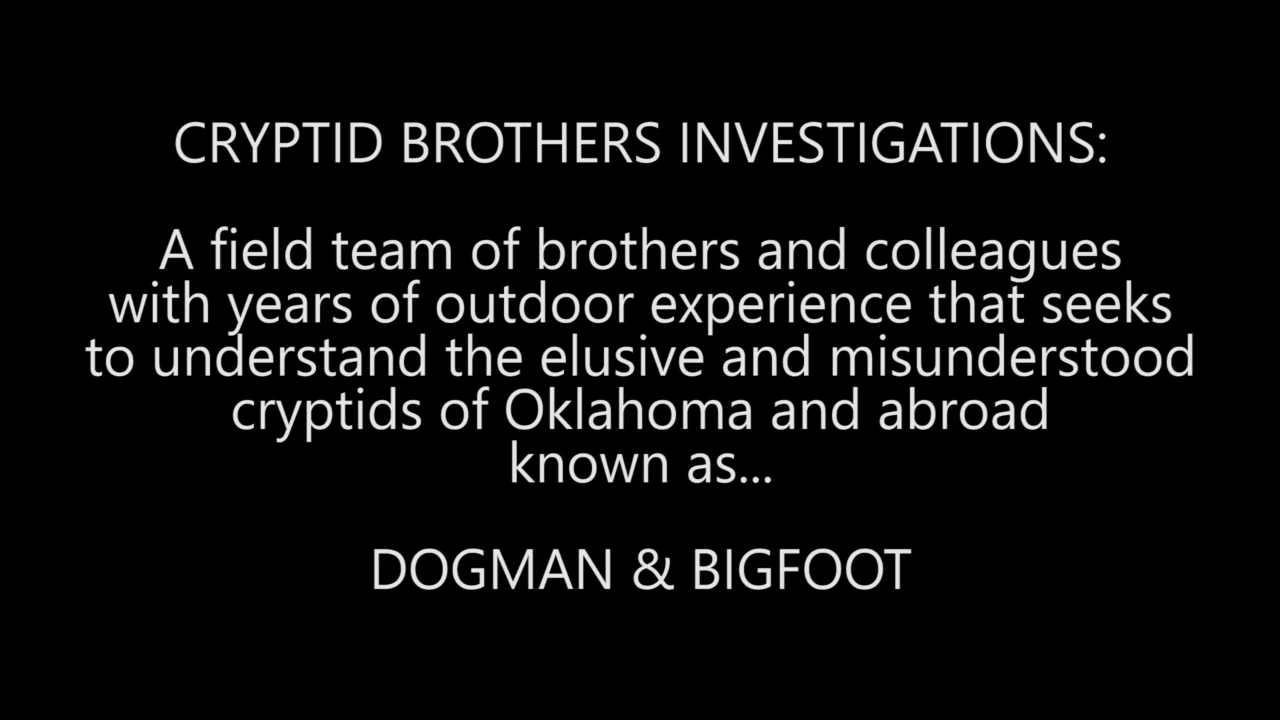 CRYPTID BROTHERS INVESTIGATIONS:
A field team of brothers and colleagues
with years of outdoor experience that seeks
to understand the elusive and misunderstood
cryptids of Oklahoma and abroad
known as...
DOGMAN & BIGFOOT